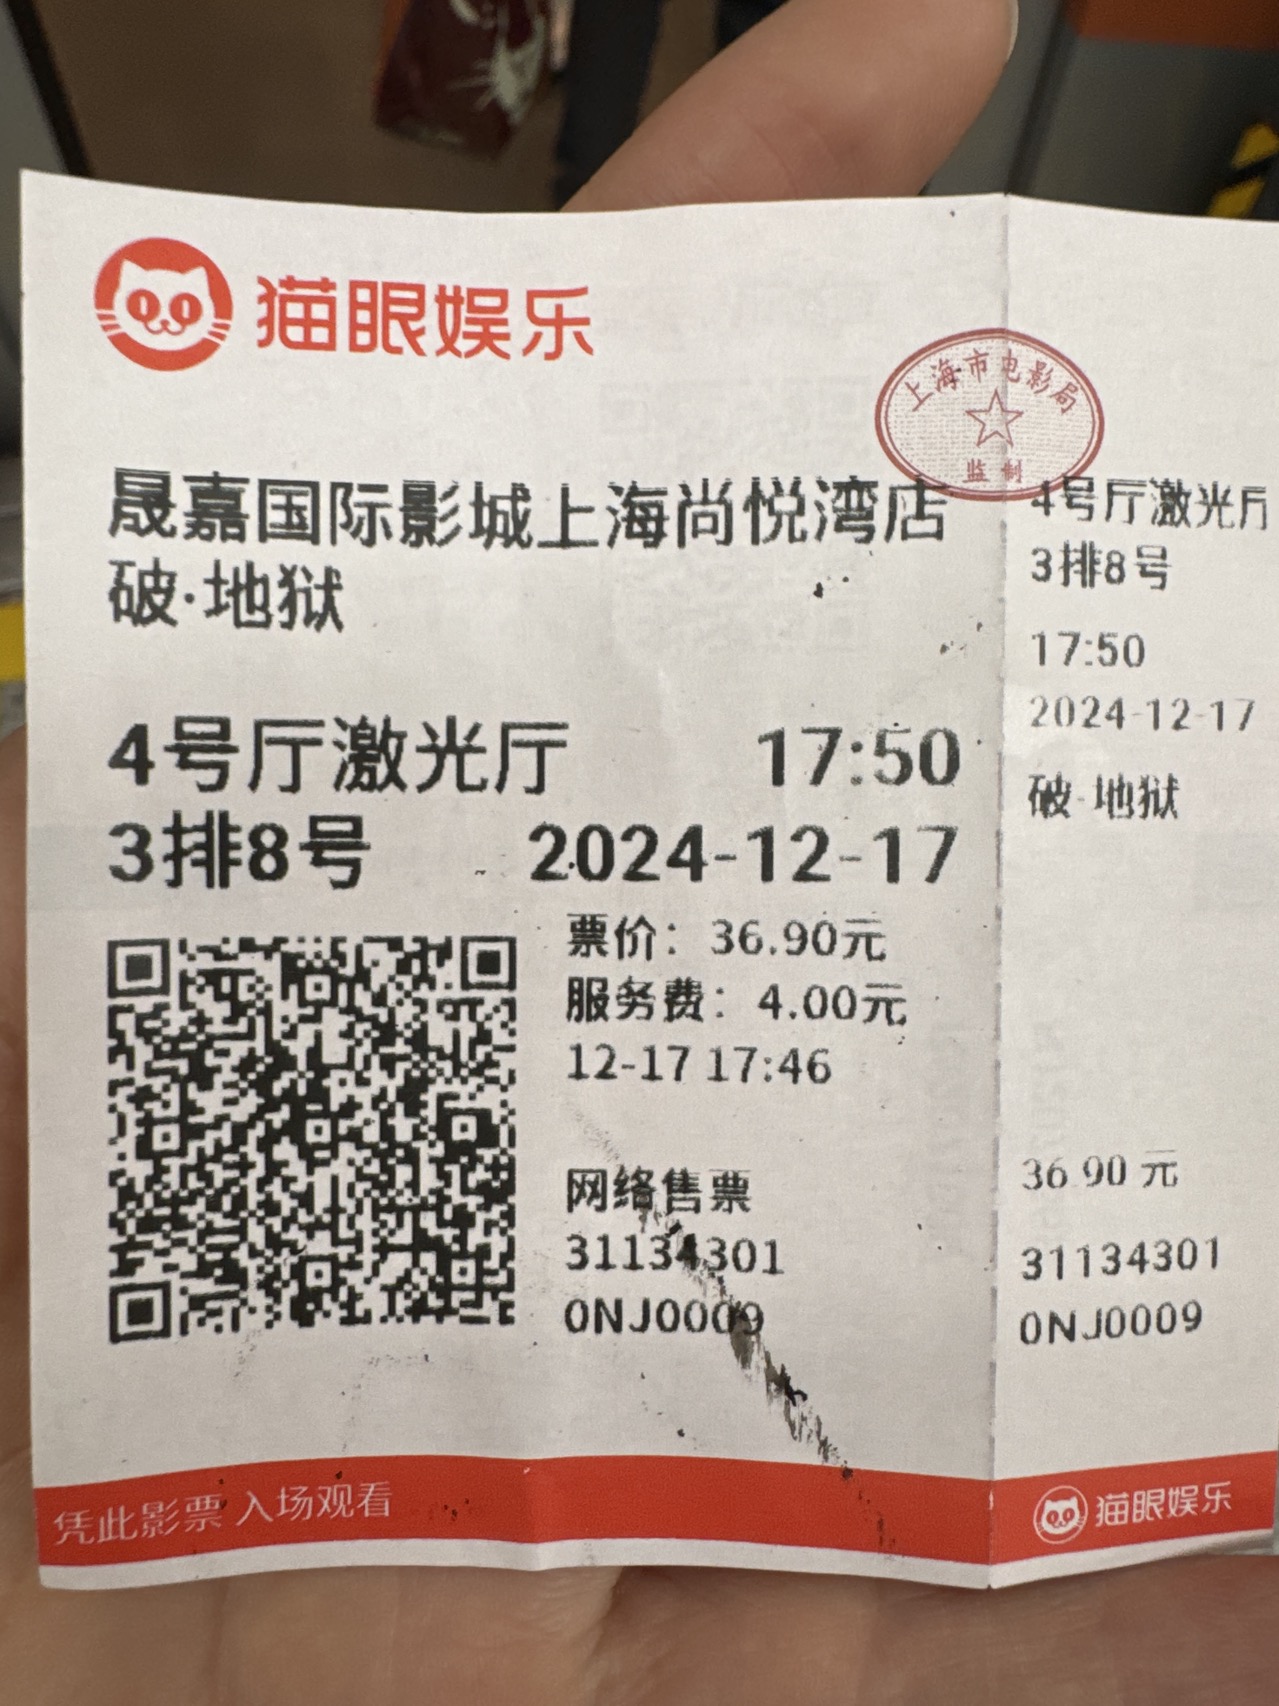 猫眼娱乐
上海市电影局
监制
晟嘉国际影城上海尚悦湾店
破·地狱
4号厅激光厅 17:50
3排8号 2024-12-17
票价：36.90元
服务费：4.00元
12-17 17:46
网络售票
31134301
0NJ0009
凭此影票 入场观看
4号厅激光厅
3排8号
17:50
2024-12-17
破·地狱
36.90 元
31134301
0NJ0009
猫眼娱乐